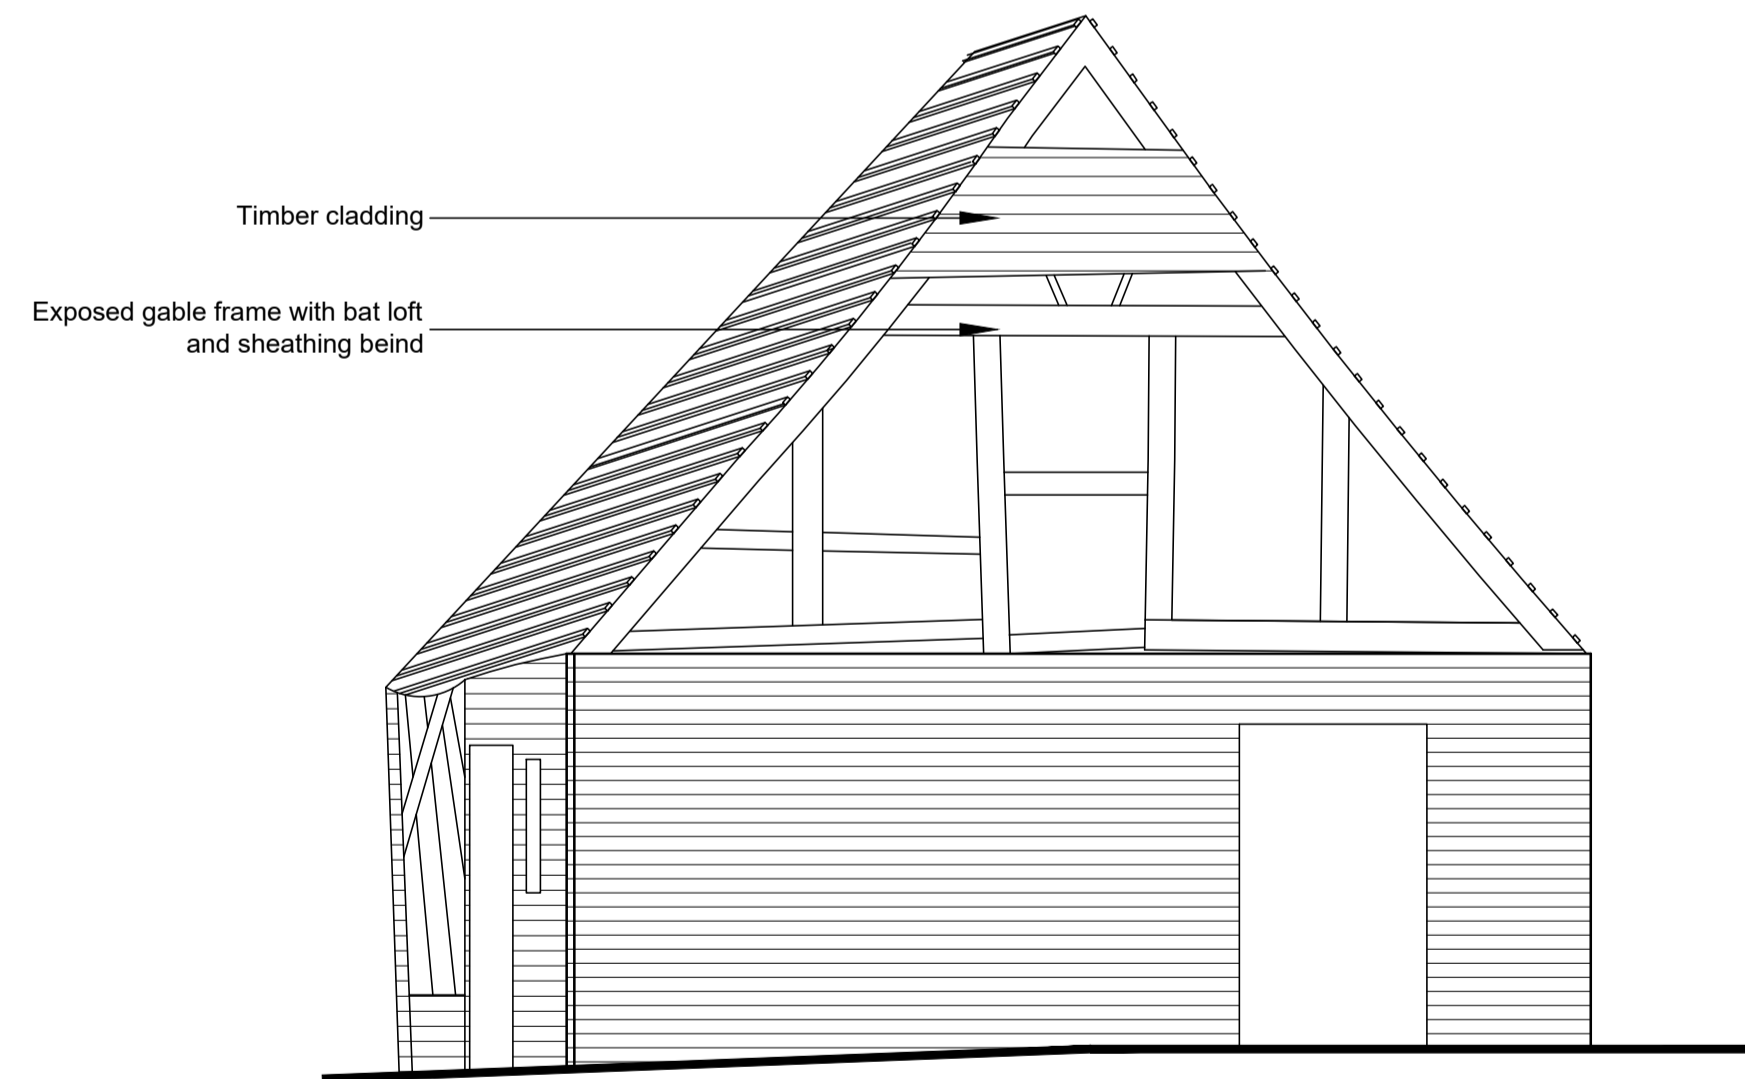 Timber cladding
Exposed gable frame with bat loft
and sheathing beind